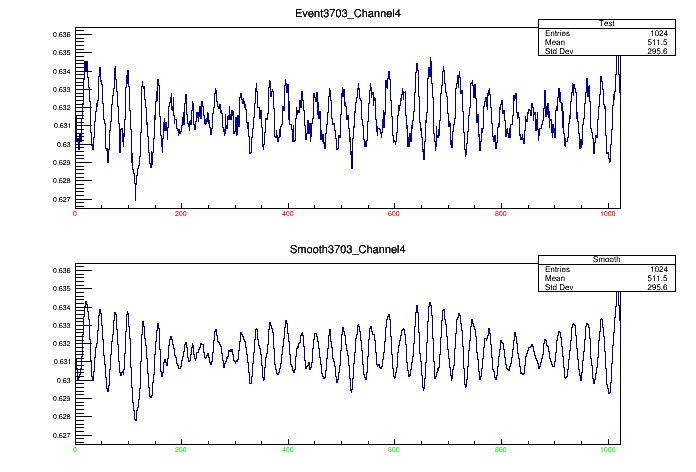 Event3703_Channel4
Test
Entries 1024
Mean 511.5
Std Dev 295.6
0.636
0.635
0.634
0.633
0.632
0.631
0.63
0.629
0.628
0.627
0 200 400 600 800 1000
Smooth3703_Channel4
Smooth
Entries 1024
Mean 511.5
Std Dev 295.6
0.636
0.635
0.634
0.633
0.632
0.631
0.63
0.629
0.628
0.627
0 200 400 600 800 1000